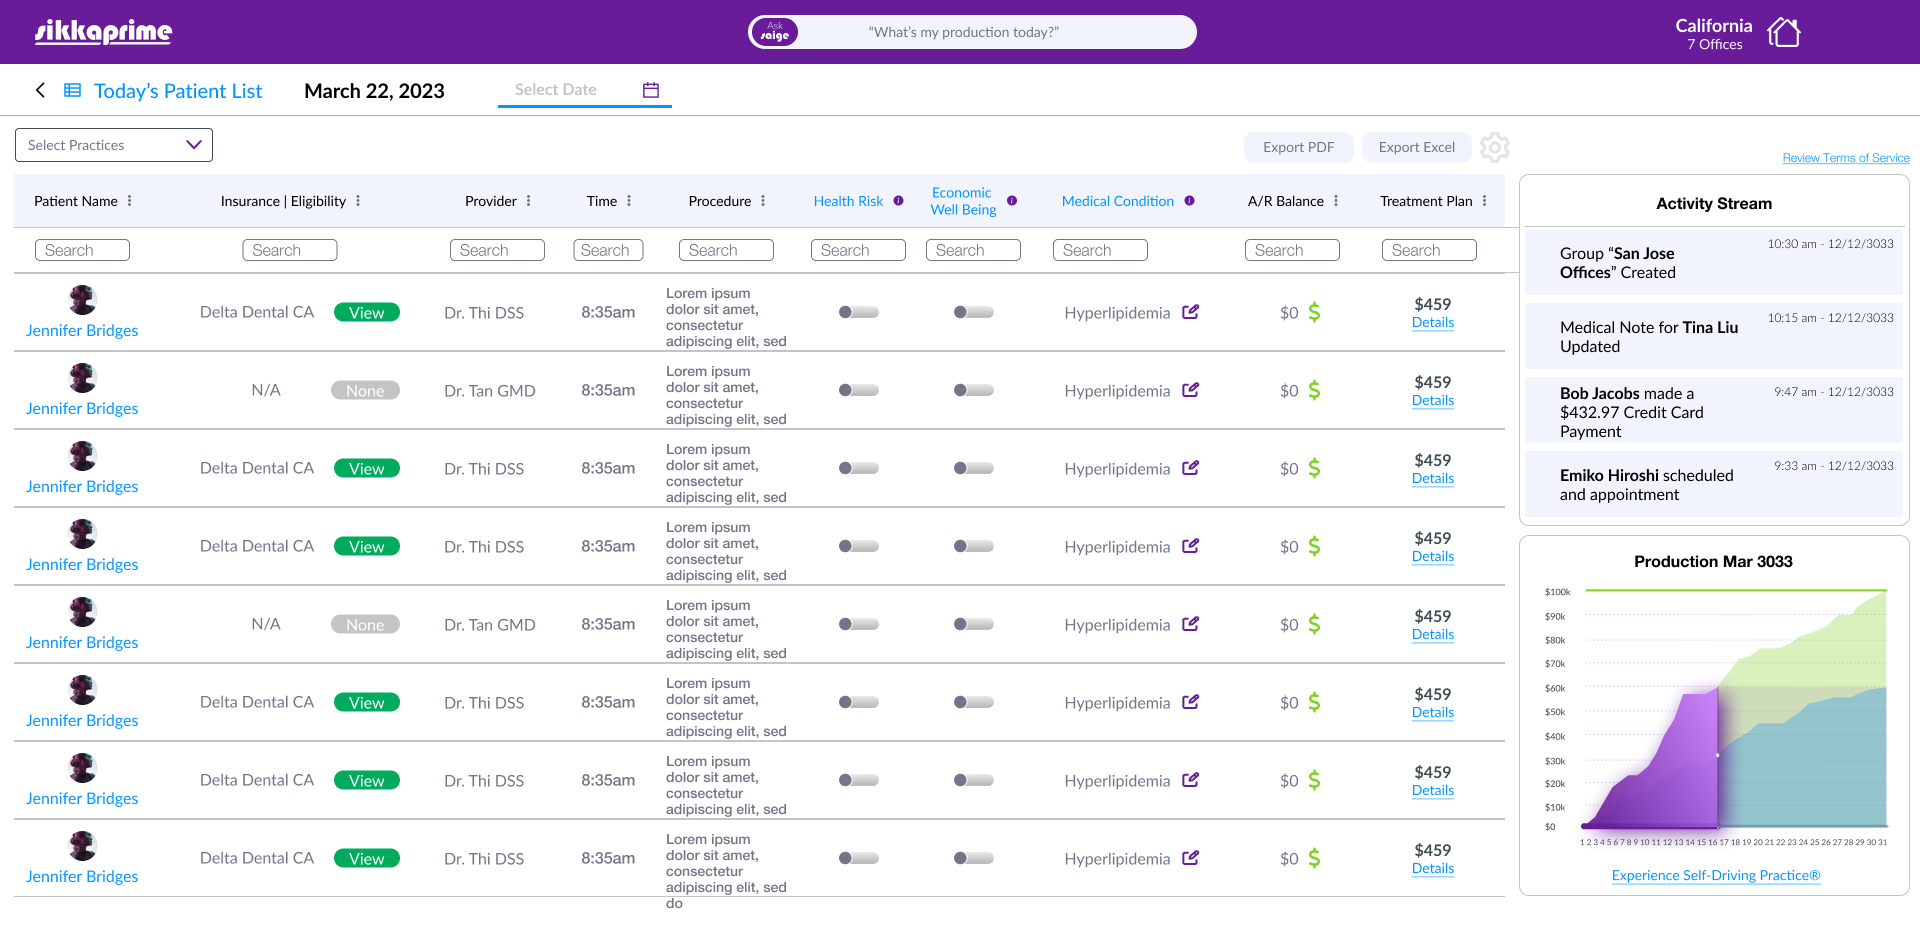 sikkaprime
Ask
saige
“What’s my production today?”
California
7 Offices
Today’s Patient List
March 22, 2023
Select Date
Select Practices
Export PDF
Export Excel
Review Terms of Service
Patient Name
Insurance | Eligibility
Provider
Time
Procedure
Health Risk
Economic
Well Being
Medical Condition
A/R Balance
Treatment Plan
Search
Search
Search
Search
Search
Search
Search
Search
Search
Search
Jennifer Bridges
Delta Dental CA
View
Dr. Thi DSS
8:35am
Lorem ipsum
dolor sit amet,
consectetur
adipiscing elit, sed
Hyperlipidemia
$0 $
$459
Details
Jennifer Bridges
N/A
None
Dr. Tan GMD
8:35am
Lorem ipsum
dolor sit amet,
consectetur
adipiscing elit, sed
Hyperlipidemia
$0 $
$459
Details
Jennifer Bridges
Delta Dental CA
View
Dr. Thi DSS
8:35am
Lorem ipsum
dolor sit amet,
consectetur
adipiscing elit, sed
Hyperlipidemia
$0 $
$459
Details
Jennifer Bridges
Delta Dental CA
View
Dr. Thi DSS
8:35am
Lorem ipsum
dolor sit amet,
consectetur
adipiscing elit, sed
Hyperlipidemia
$0 $
$459
Details
Jennifer Bridges
N/A
None
Dr. Tan GMD
8:35am
Lorem ipsum
dolor sit amet,
consectetur
adipiscing elit, sed
Hyperlipidemia
$0 $
$459
Details
Jennifer Bridges
Delta Dental CA
View
Dr. Thi DSS
8:35am
Lorem ipsum
dolor sit amet,
consectetur
adipiscing elit, sed
Hyperlipidemia
$0 $
$459
Details
Jennifer Bridges
Delta Dental CA
View
Dr. Thi DSS
8:35am
Lorem ipsum
dolor sit amet,
consectetur
adipiscing elit, sed
Hyperlipidemia
$0 $
$459
Details
Jennifer Bridges
Delta Dental CA
View
Dr. Thi DSS
8:35am
Lorem ipsum
dolor sit amet,
consectetur
adipiscing elit, sed
do
Hyperlipidemia
$0 $
$459
Details
Activity Stream
10:30 am - 12/12/3033
Group “San Jose
Offices” Created
10:15 am - 12/12/3033
Medical Note for Tina Liu
Updated
9:47 am - 12/12/3033
Bob Jacobs made a
$432.97 Credit Card
Payment
9:33 am - 12/12/3033
Emiko Hiroshi scheduled
and appointment
Production Mar 3033
$100k
$90k
$80k
$70k
$60k
$50k
$40k
$30k
$20k
$10k
$0
1 2 3 4 5 6 7 8 9 10 11 12 13 14 15 16 17 18 19 20 21 22 23 24 25 26 27 28 29 30 31
Experience Self-Driving Practice®